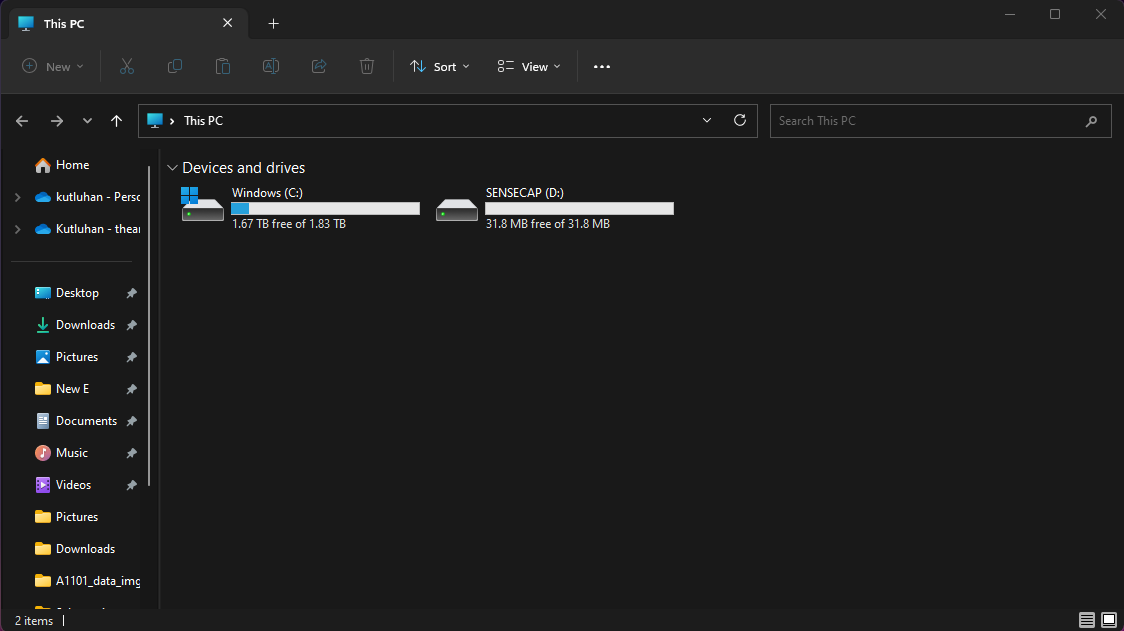 This PC
New
Sort
View
This PC
Search This PC
Home
kutluhan - Perso
Kutluhan - thear
Desktop
Downloads
Pictures
New E
Documents
Music
Videos
Pictures
Downloads
A1101_data_img
Devices and drives
Windows (C:)
1.67 TB free of 1.83 TB
SENSECAP (D:)
31.8 MB free of 31.8 MB
2 items